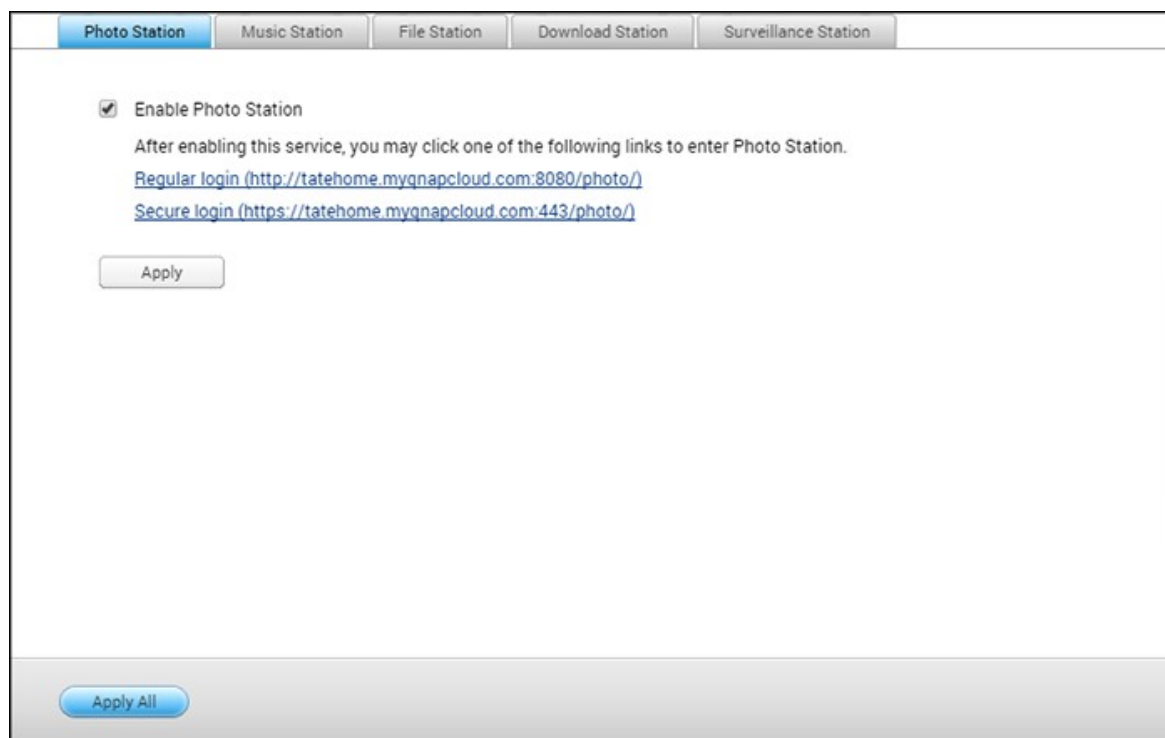 Photo Station Music Station File Station Download Station Surveillance Station
Enable Photo Station
After enabling this service, you may click one of the following links to enter Photo Station.
Regular login (http://tatehome.myqnapcloud.com:8080/photo/)
Secure login (https://tatehome.myqnapcloud.com:443/photo/)
Apply
Apply All